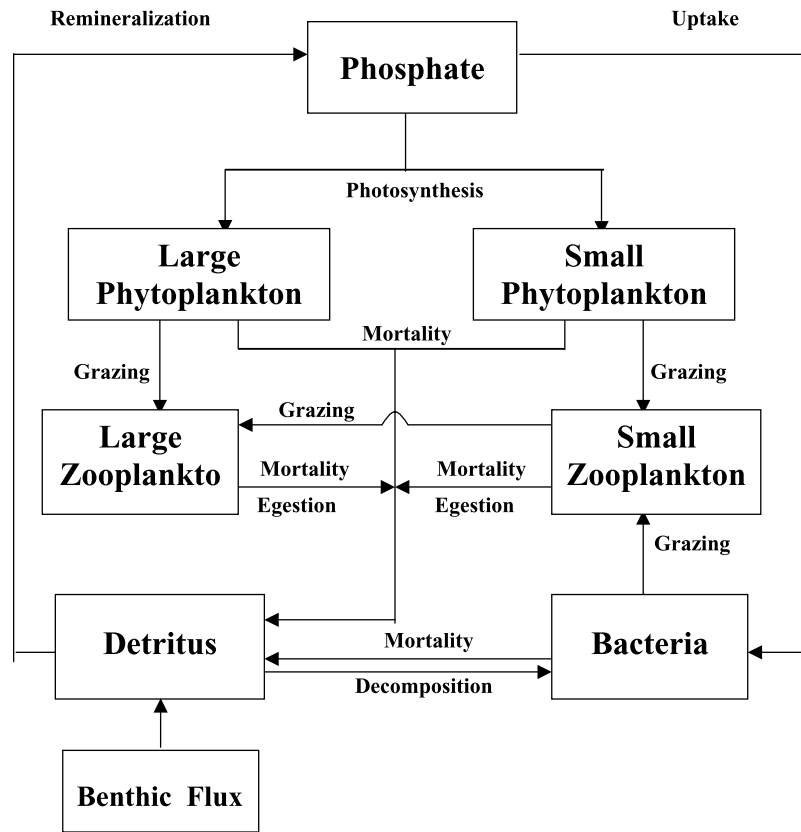 Remineralization
Uptake
Phosphate
Photosynthesis
Large
Phytoplankton
Small
Phytoplankton
Mortality
Grazing
Grazing
Grazing
Large
Zooplankto
Small
Zooplankton
Mortality
Egestion
Mortality
Egestion
Grazing
Detritus
Mortality
Decomposition
Bacteria
Benthic Flux